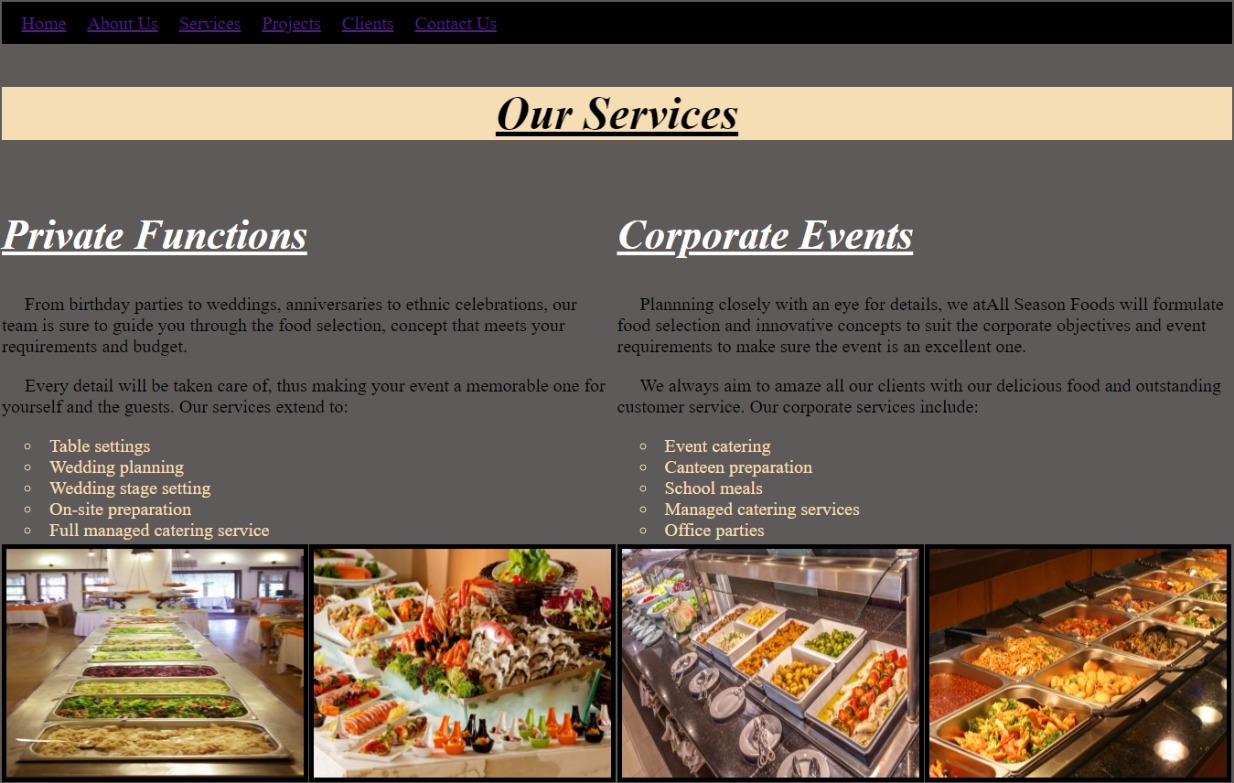 Home About Us Services Projects Clients Contact Us
Our Services
Private Functions
From birthday parties to weddings, anniversaries to ethnic celebrations, our
team is sure to guide you through the food selection, concept that meets your
requirements and budget.
Every detail will be taken care of, thus making your event a memorable one for
yourself and the guests. Our services extend to:
Table settings
Wedding planning
Wedding stage setting
On-site preparation
Full managed catering service
Corporate Events
Plannning closely with an eye for details, we atAll Season Foods will formulate
food selection and innovative concepts to suit the corporate objectives and event
requirements to make sure the event is an excellent one.
We always aim to amaze all our clients with our delicious food and outstanding
customer service. Our corporate services include:
Event catering
Canteen preparation
School meals
Managed catering services
Office parties